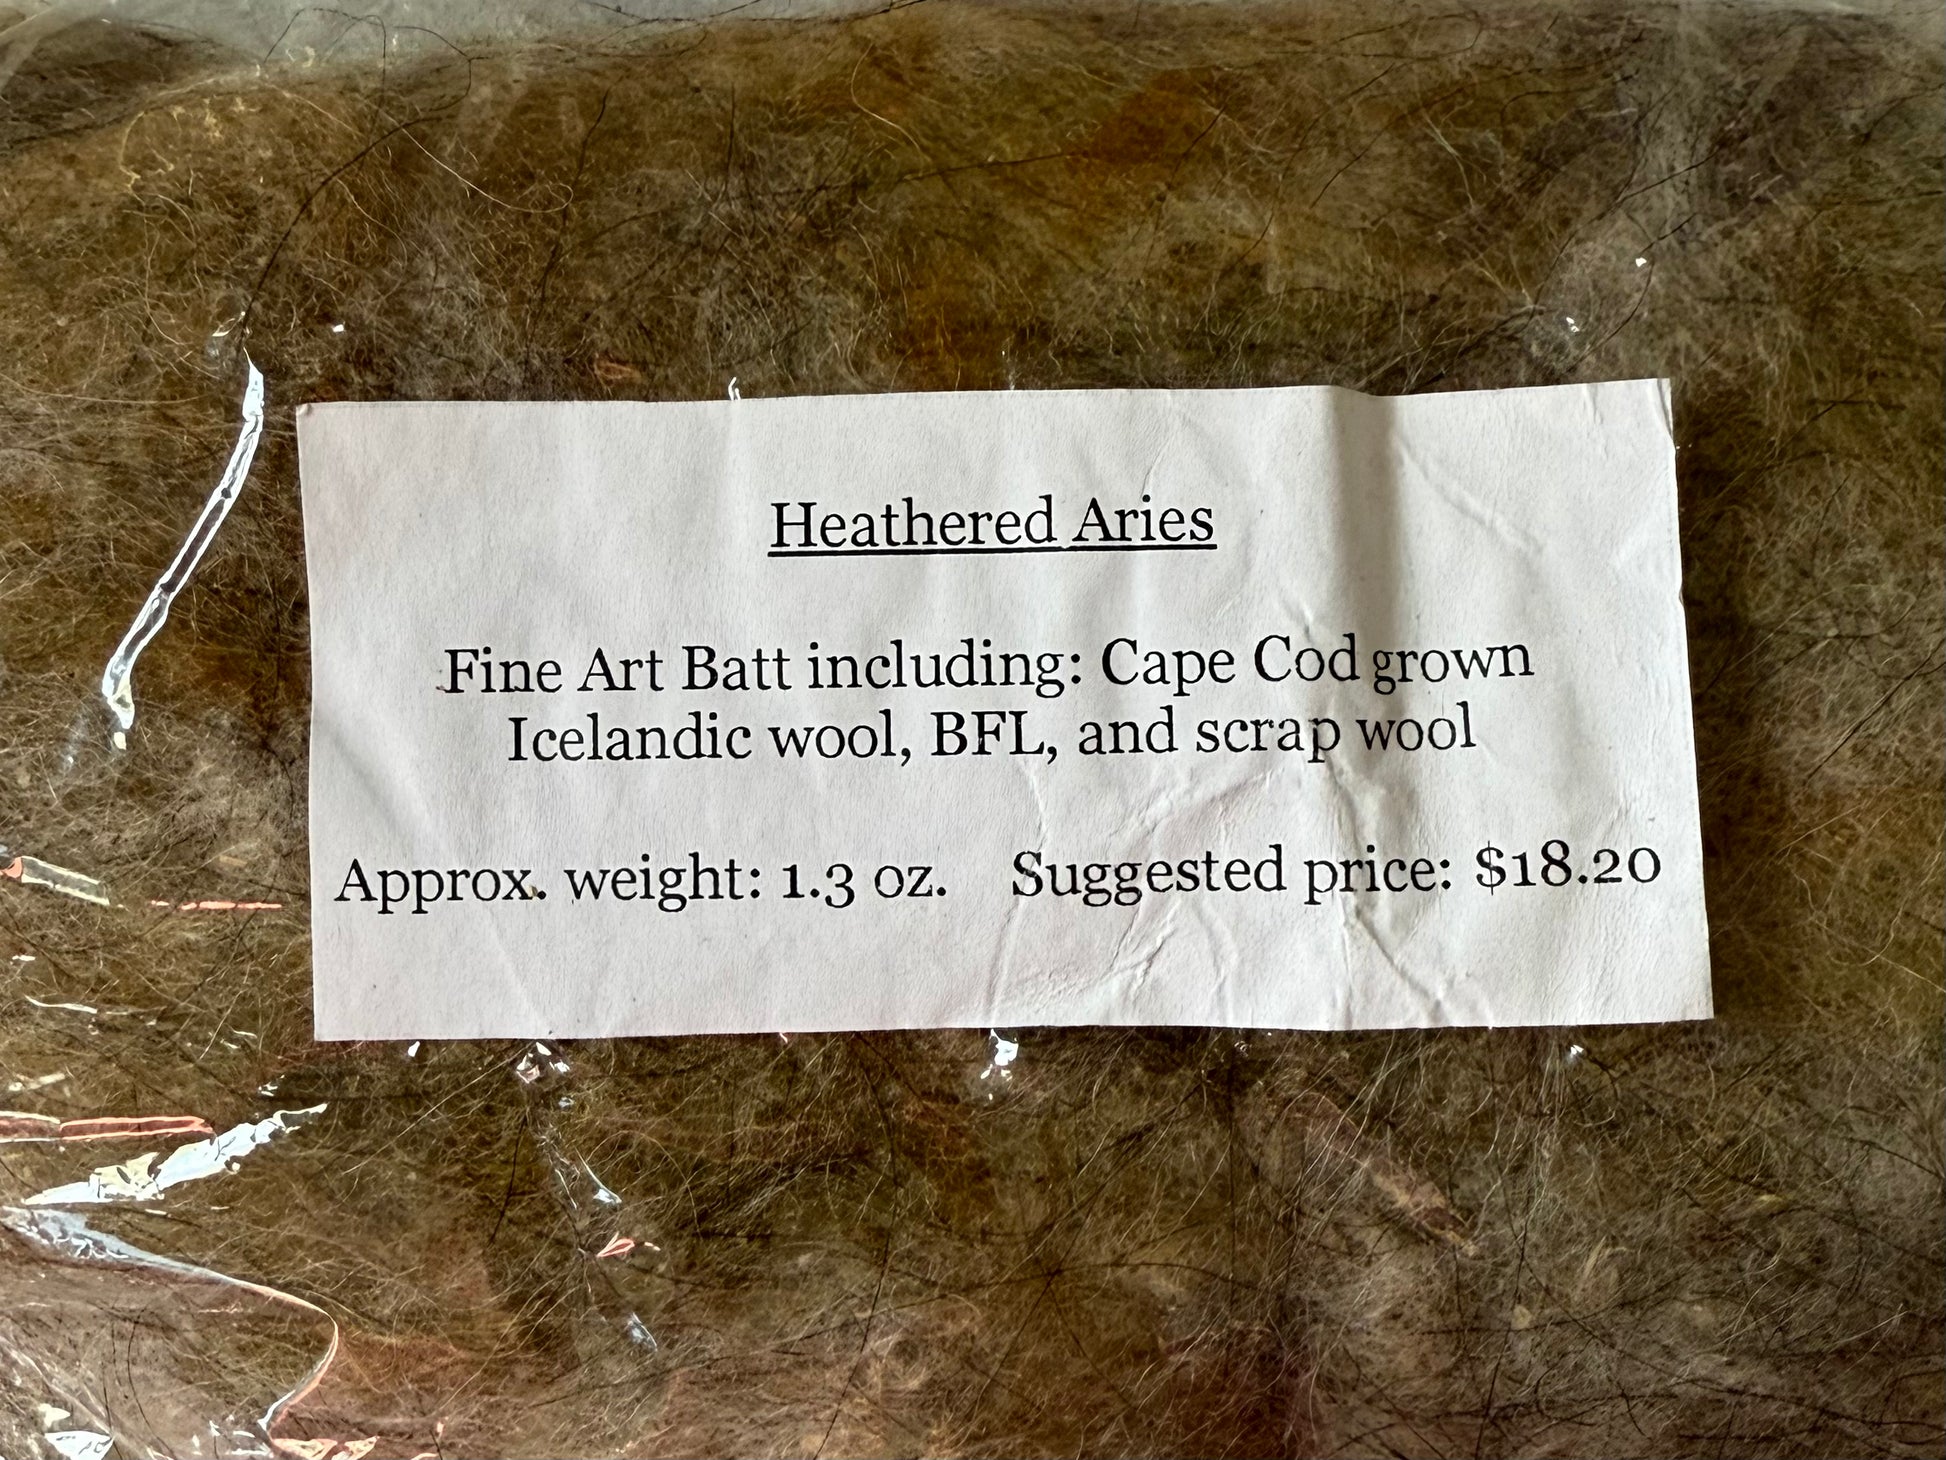 Heathered Aries
Fine Art Batt including: Cape Cod grown
Icelandic wool, BFL, and scrap wool
Approx. weight: 1.3 oz. Suggested price: $18.20